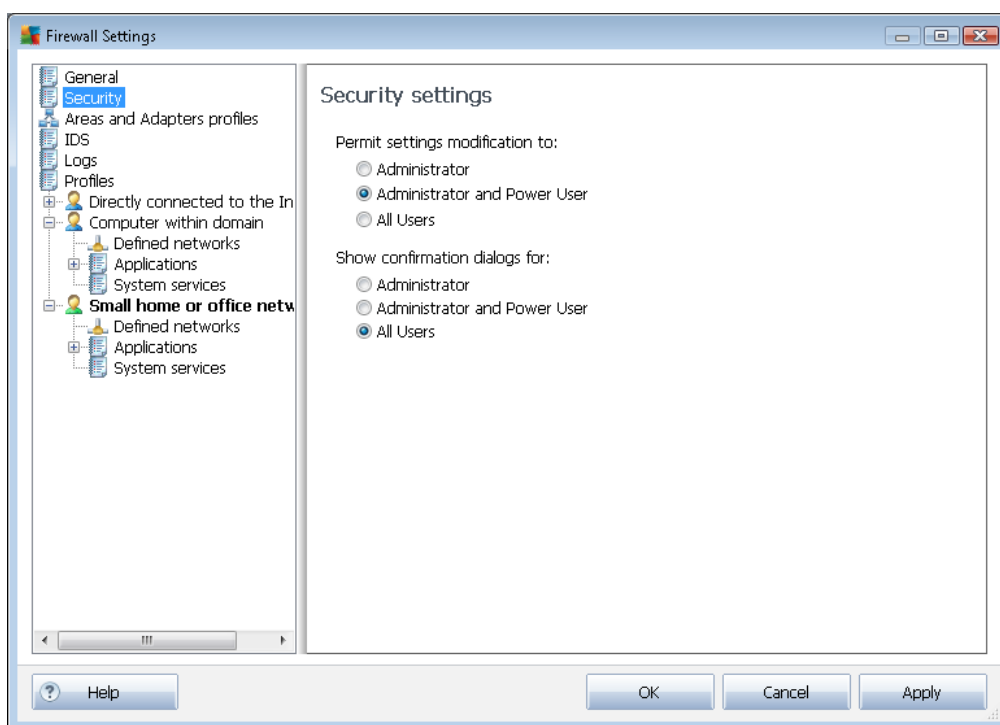 Firewall Settings
General
Security
Areas and Adapters profiles
IDS
Logs
Profiles
Directly connected to the In
Computer within domain
Defined networks
Applications
System services
Small home or office netw
Defined networks
Applications
System services
Security settings
Permit settings modification to:
Administrator
Administrator and Power User
All Users
Show confirmation dialogs for:
Administrator
Administrator and Power User
All Users
Help
OK
Cancel
Apply